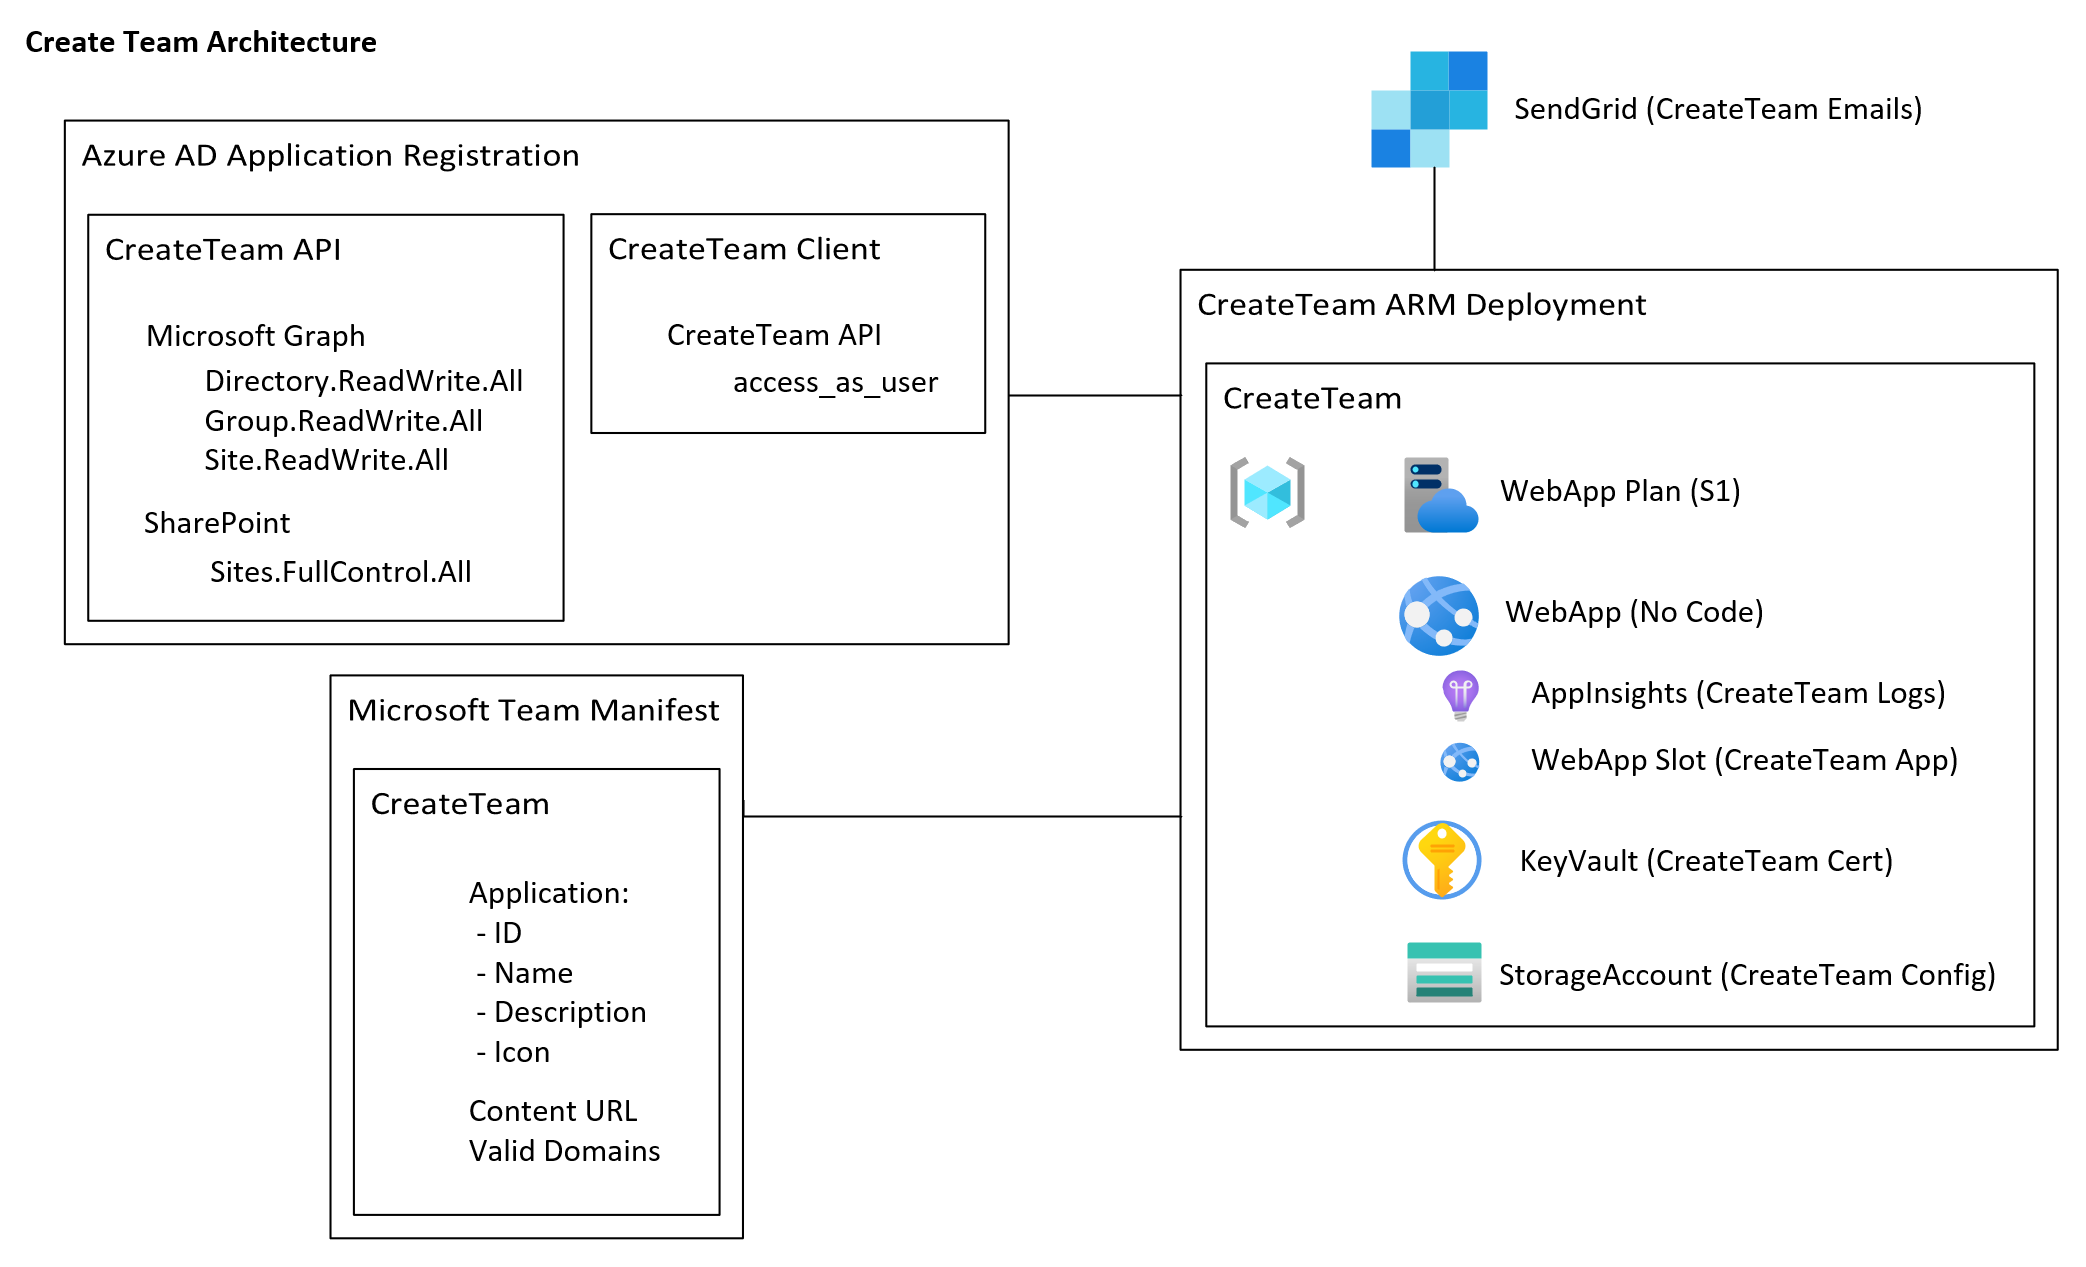 Create Team Architecture
SendGrid (CreateTeam Emails)
Azure AD Application Registration
CreateTeam API
Microsoft Graph
Directory.ReadWrite.All
Group.ReadWrite.All
Site.ReadWrite.All
SharePoint
Sites.FullControl.All
CreateTeam Client
CreateTeam API
access_as_user
CreateTeam ARM Deployment
CreateTeam
WebApp Plan (S1)
WebApp (No Code)
AppInsights (CreateTeam Logs)
WebApp Slot (CreateTeam App)
KeyVault (CreateTeam Cert)
StorageAccount (CreateTeam Config)
Microsoft Team Manifest
CreateTeam
Application:
- ID
- Name
- Description
- Icon
Content URL
Valid Domains